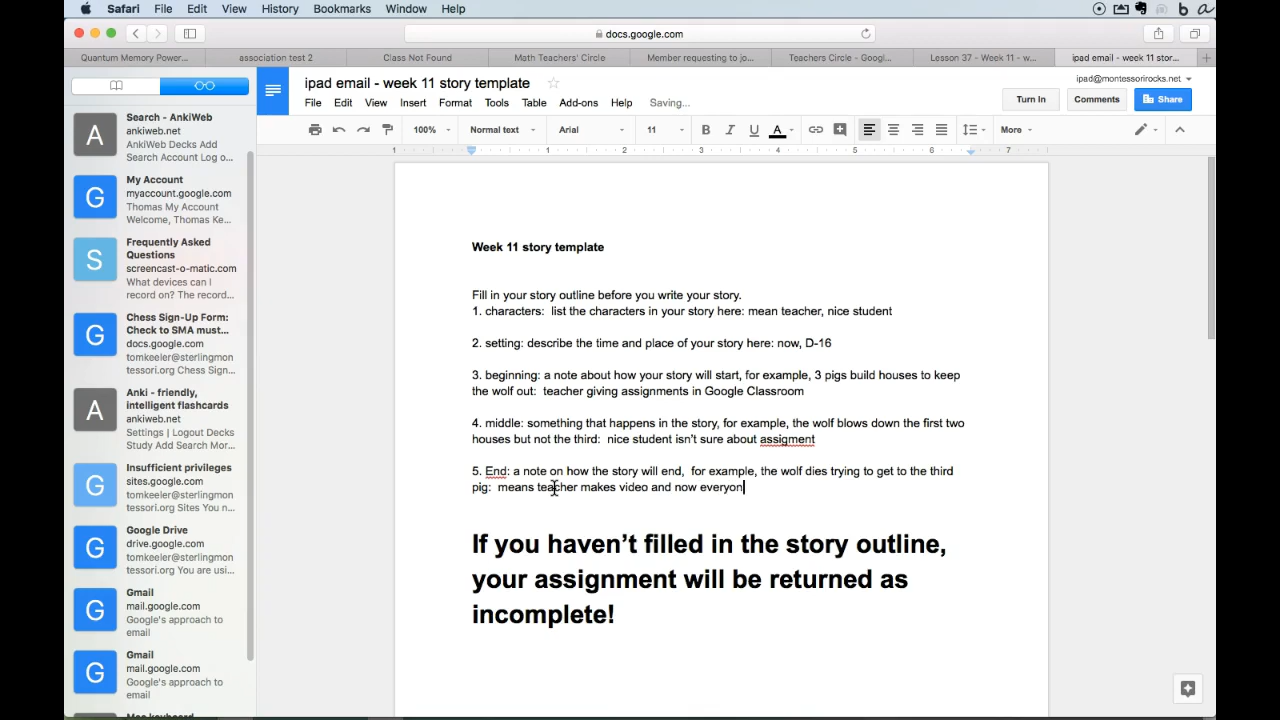 Safari File Edit View History Bookmarks Window Help
docs.google.com
Quantum Memory Power... association test 2 Class Not Found Math Teachers' Circle Member requesting to jo... Teachers Circle - Googl... Lesson 37 - Week 11 - w... ipad email - week 11 stor...
ipad email - week 11 story template
ipad@montessorirocks.net
File Edit View Insert Format Tools Table Add-ons Help Saving...
Turn In Comments Share
100% Normal text Arial 11 B I U A More
1 1 2 3 4 5 6 7
A
Search - AnkiWeb
ankiweb.net
AnkiWeb Decks Add
Search Account Log o...
G
My Account
myaccount.google.com
Thomas My Account
Welcome, Thomas Ke...
S
Frequently Asked
Questions
screencast-o-matic.com
What devices can I
record on? The record...
G
Chess Sign-Up Form:
Check to SMA must...
docs.google.com
tomkeeler@sterlingmon
tessori.org Chess Sign...
A
Anki - friendly,
intelligent flashcards
ankiweb.net
Settings | Logout Decks
Study Add Search Mor...
G
Insufficient privileges
sites.google.com
tomkeeler@sterlingmon
tessori.org Sites You n...
G
Google Drive
drive.google.com
tomkeeler@sterlingmon
tessori.org You are usi...
G
Gmail
mail.google.com
Google's approach to
email
G
Gmail
mail.google.com
Google's approach to
email
Mac keyboard
Week 11 story template
Fill in your story outline before you write your story.
1. characters: list the characters in your story here: mean teacher, nice student
2. setting: describe the time and place of your story here: now, D-16
3. beginning: a note about how your story will start, for example, 3 pigs build houses to keep
the wolf out: teacher giving assignments in Google Classroom
4. middle: something that happens in the story, for example, the wolf blows down the first two
houses but not the third: nice student isn't sure about assigment
5. End: a note on how the story will end, for example, the wolf dies trying to get to the third
pig: means teacher makes video and now everyon
If you haven't filled in the story outline,
your assignment will be returned as
incomplete!